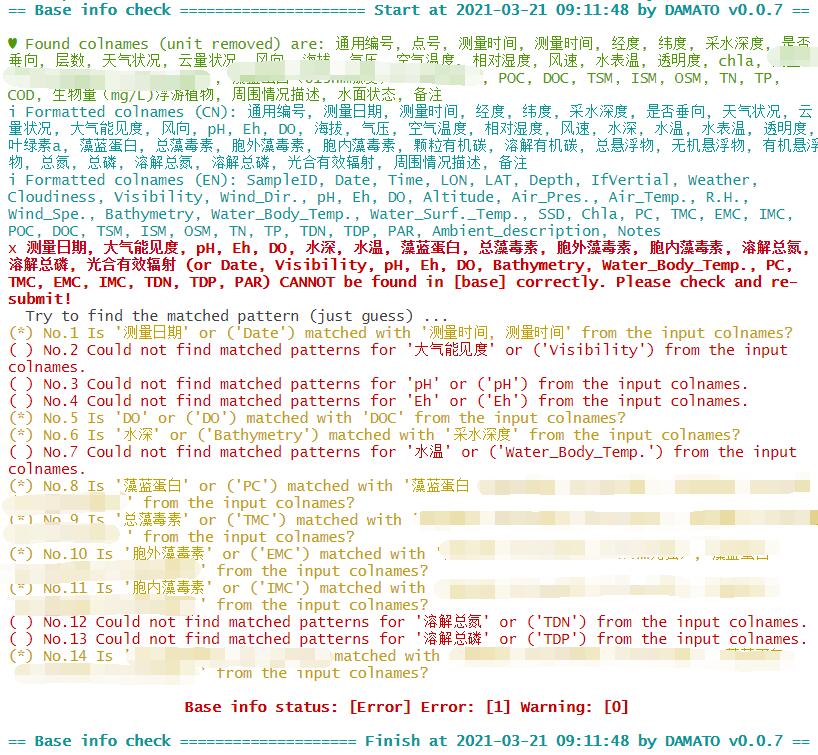 == Base info check ==================== Start at 2021-03-21 09:11:48 by DAMATO v0.0.7 ==
♥ Found colnames (unit removed) are: 通用编号, 点号, 测量时间, 测量时间, 经度, 纬度, 采水深度, 是否
垂向, 层数, 天气状况, 云量状况, 风向, 海拔, 气压, 空气温度, 相对湿度, 风速, 水表温, 透明度, chla,
, POC, DOC, TSM, ISM, OSM, TN, TP,
COD, 生物量（mg/L)浮游植物, 周围情况描述, 水面状态, 备注
i Formatted colnames (CN): 通用编号, 测量日期, 测量时间, 经度, 纬度, 采水深度, 是否垂向, 天气状况, 云
量状况, 大气能见度, 风向, pH, Eh, DO, 海拔, 气压, 空气温度, 相对湿度, 风速, 水深, 水温, 水表温, 透明度,
叶绿素a, 藻蓝蛋白, 总藻毒素, 胞外藻毒素, 胞内藻毒素, 颗粒有机碳, 溶解有机碳, 总悬浮物, 无机悬浮物, 有机悬浮
物, 总氮, 总磷, 溶解总氮, 溶解总磷, 光合有效辐射, 周围情况描述, 备注
i Formatted colnames (EN): SampleID, Date, Time, LON, LAT, Depth, IfVertial, Weather,
Cloudiness, Visibility, Wind_Dir., pH, Eh, DO, Altitude, Air_Pres., Air_Temp., R.H.,
Wind_Spe., Bathymetry, Water_Body_Temp., Water_Surf._Temp., SSD, Chla, PC, TMC, EMC, IMC,
POC, DOC, TSM, ISM, OSM, TN, TP, TDN, TDP, PAR, Ambient_description, Notes
x 测量日期, 大气能见度, pH, Eh, DO, 水深, 水温, 藻蓝蛋白, 总藻毒素, 胞外藻毒素, 胞内藻毒素, 溶解总氮,
溶解总磷, 光合有效辐射 (or Date, Visibility, pH, Eh, DO, Bathymetry, Water_Body_Temp., PC,
TMC, EMC, IMC, TDN, TDP, PAR) CANNOT be found in [base] correctly. Please check and re-
submit!
Try to find the matched pattern (just guess) ...
(*) No.1 Is '测量日期' or ('Date') matched with '测量时间, 测量时间' from the input colnames?
( ) No.2 Could not find matched patterns for '大气能见度' or ('Visibility') from the input
colnames.
( ) No.3 Could not find matched patterns for 'pH' or ('pH') from the input colnames.
( ) No.4 Could not find matched patterns for 'Eh' or ('Eh') from the input colnames.
(*) No.5 Is 'DO' or ('DO') matched with 'DOC' from the input colnames?
(*) No.6 Is '水深' or ('Bathymetry') matched with '采水深度' from the input colnames?
( ) No.7 Could not find matched patterns for '水温' or ('Water_Body_Temp.') from the input
colnames.
(*) No.8 Is '藻蓝蛋白' or ('PC') matched with '藻蓝蛋白
' from the input colnames?
(*) No.9 Is '总藻毒素' or ('TMC') matched with '
' from the input colnames?
(*) No.10 Is '胞外藻毒素' or ('EMC') matched with '
' from the input colnames?
(*) No.11 Is '胞内藻毒素' or ('IMC') matched with
' from the input colnames?
( ) No.12 Could not find matched patterns for '溶解总氮' or ('TDN') from the input colnames.
( ) No.13 Could not find matched patterns for '溶解总磷' or ('TDP') from the input colnames.
(*) No.14 Is ' matched with
' from the input colnames?
Base info status: [Error] Error: [1] Warning: [0]
== Base info check ==================== Finish at 2021-03-21 09:11:48 by DAMATO v0.0.7 ==